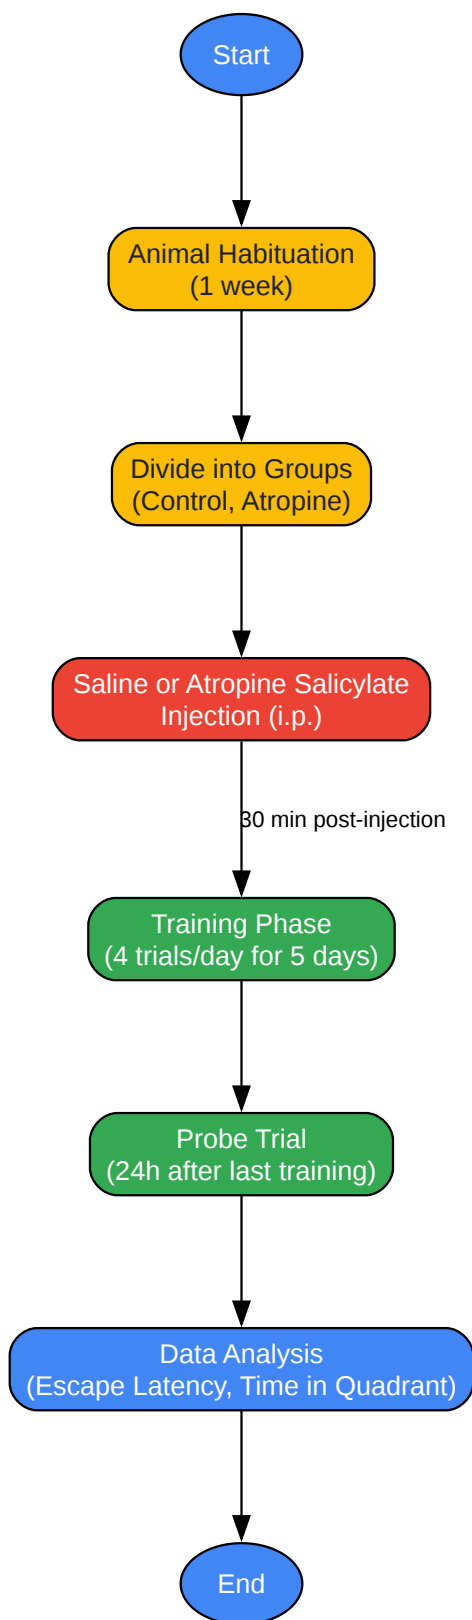 Start
Animal Habituation
(1 week)
Divide into Groups
(Control, Atropine)
Saline or Atropine Salicylate
Injection (i.p.)
30 min post-injection
Training Phase
(4 trials/day for 5 days)
Probe Trial
(24h after last training)
Data Analysis
(Escape Latency, Time in Quadrant)
End